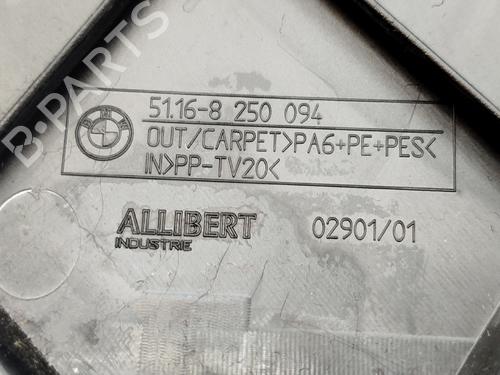 B-Parts
51.16-8 250 094
OUT/CARPET>PA6+PE+PES<
IN>PP-TV20<
ALLIBERT
INDUSTRIE
02901/01